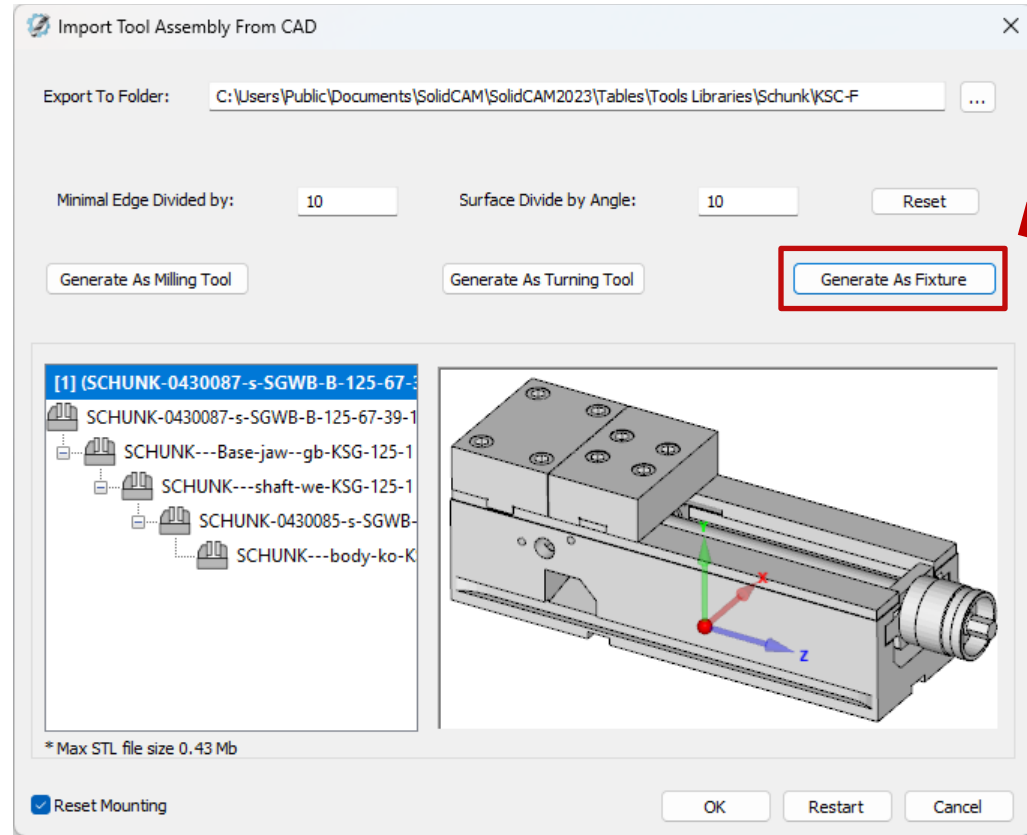 Import Tool Assembly From CAD
Export To Folder: C:\Users\Public\Documents\SolidCAM\SolidCAM2023\Tables\Tools Libraries\Schunk\KSC-F ...
Minimal Edge Divided by: 10 Surface Divide by Angle: 10 Reset
Generate As Milling Tool Generate As Turning Tool Generate As Fixture
[1] (SCHUNK-0430087-s-SGWB-B-125-67-
SCHUNK-0430087-s-SGWB-B-125-67-39-1
SCHUNK---Base-jaw--gb-KSG-125-1
SCHUNK---shaft-we-KSG-125-1
SCHUNK-0430085-s-SGWB-
SCHUNK---body-ko-K
Y
X
Z
* Max STL file size 0.43 Mb
Reset Mounting OK Restart Cancel